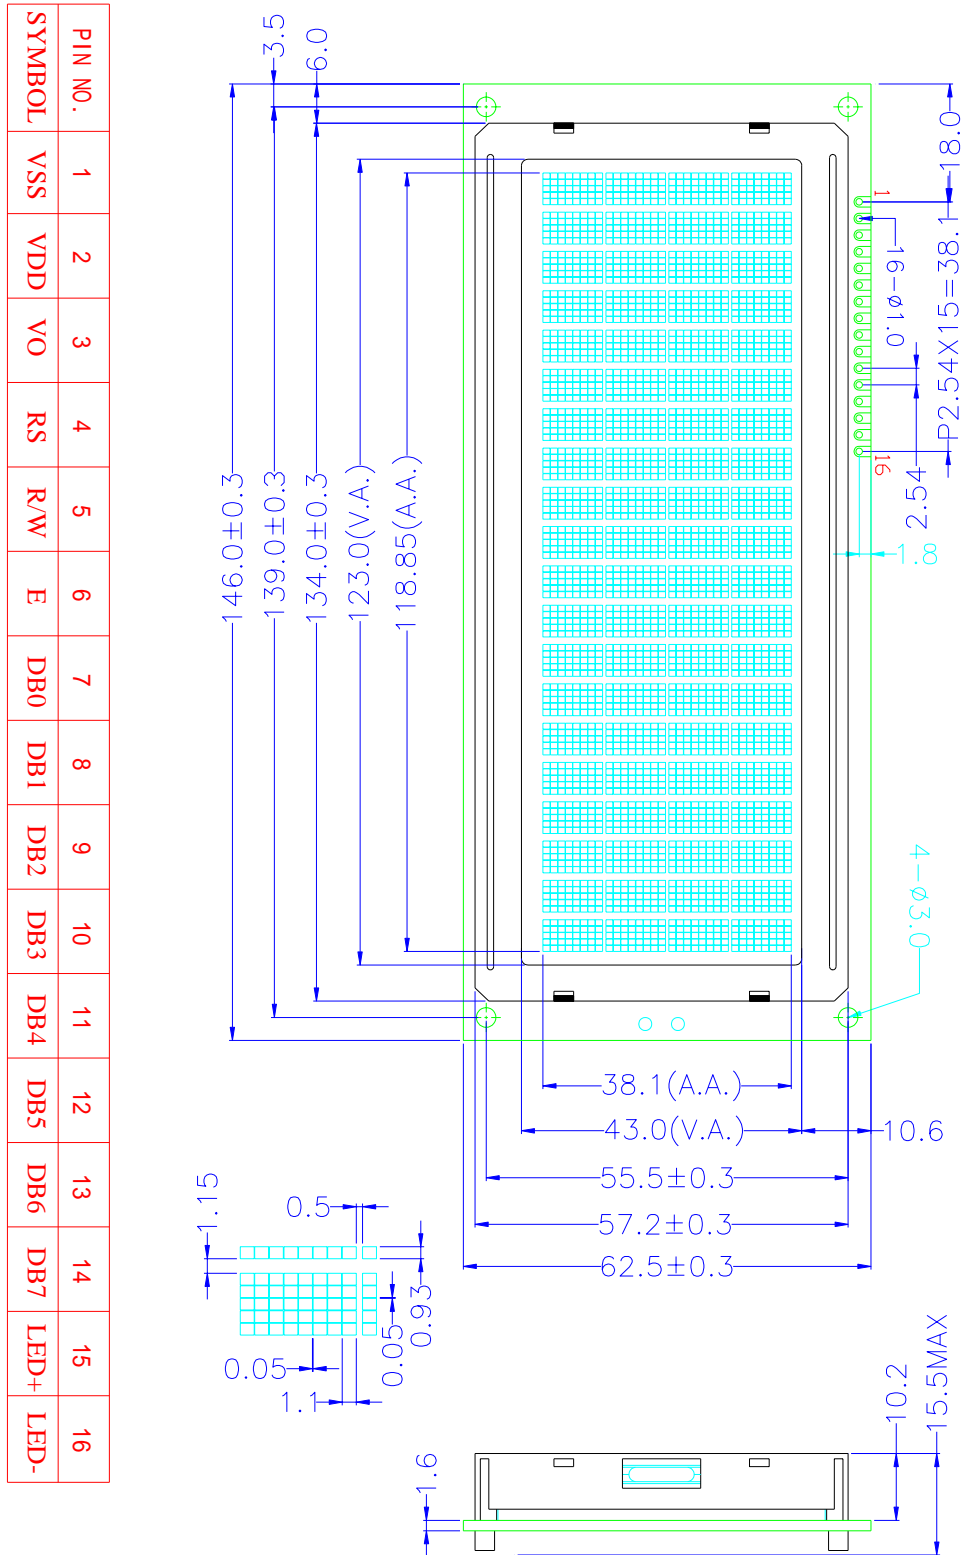 PIN NO. 1 2 3 4 5 6 7 8 9 10 11 12 13 14 15 16
SYMBOL VSS VDD VO RS R/W E DB0 DB1 DB2 DB3 DB4 DB5 DB6 DB7 LED+ LED-
3.5
6.0
18.0
1
16-ø1.0
P2.54X15=38.1
16
2.54
1.8
146.0±0.3
139.0±0.3
134.0±0.3
123.0(V.A.)
118.85(A.A.)
4-ø3.0
38.1(A.A.)
43.0(V.A.)
10.6
55.5±0.3
57.2±0.3
62.5±0.3
1.15
0.5
0.93
0.05
0.05
1.1
10.2
15.5MAX
1.6